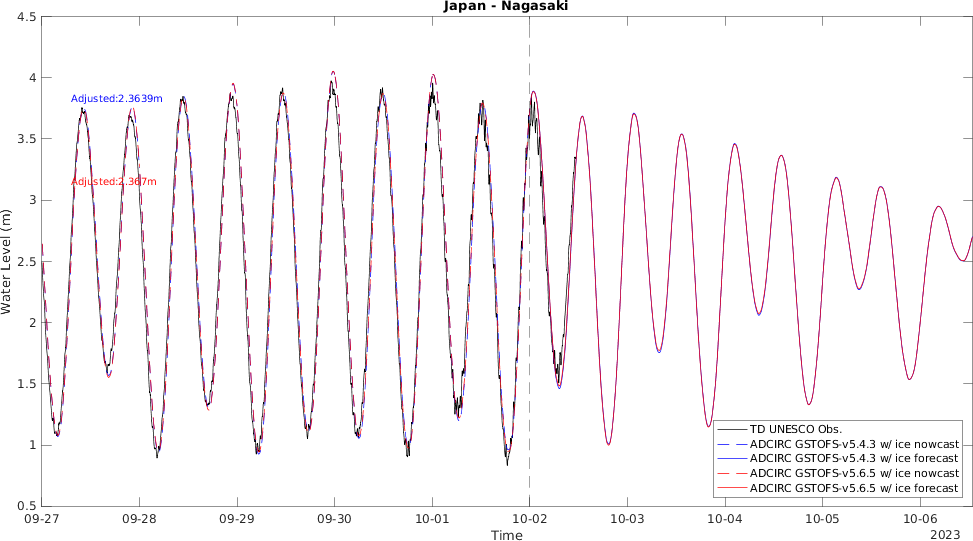 Japan - Nagasaki
4.5
4
3.5
3
2.5
2
1.5
1
0.5
Water Level (m)
Adjusted:2.3639m
Adjusted:2.367m
TD UNESCO Obs.
ADCIRC GSTOFS-v5.4.3 w/ ice nowcast
ADCIRC GSTOFS-v5.4.3 w/ ice forecast
ADCIRC GSTOFS-v5.6.5 w/ ice nowcast
ADCIRC GSTOFS-v5.6.5 w/ ice forecast
09-27 09-28 09-29 09-30 10-01 10-02 10-03 10-04 10-05 10-06
Time
2023